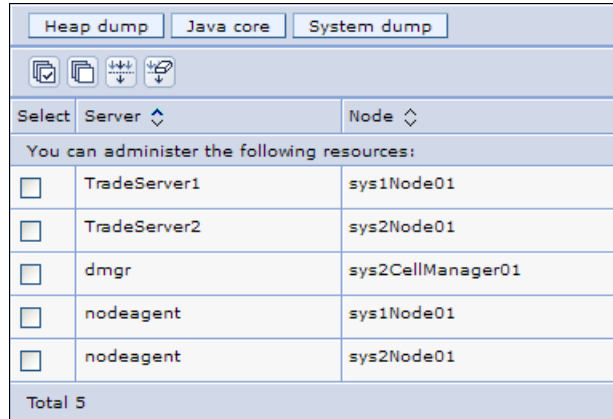 Heap dump Java core System dump
Select Server Node
You can administer the following resources:
TradeServer1 sys1Node01
TradeServer2 sys2Node01
dmgr sys2CellManager01
nodeagent sys1Node01
nodeagent sys2Node01
Total 5